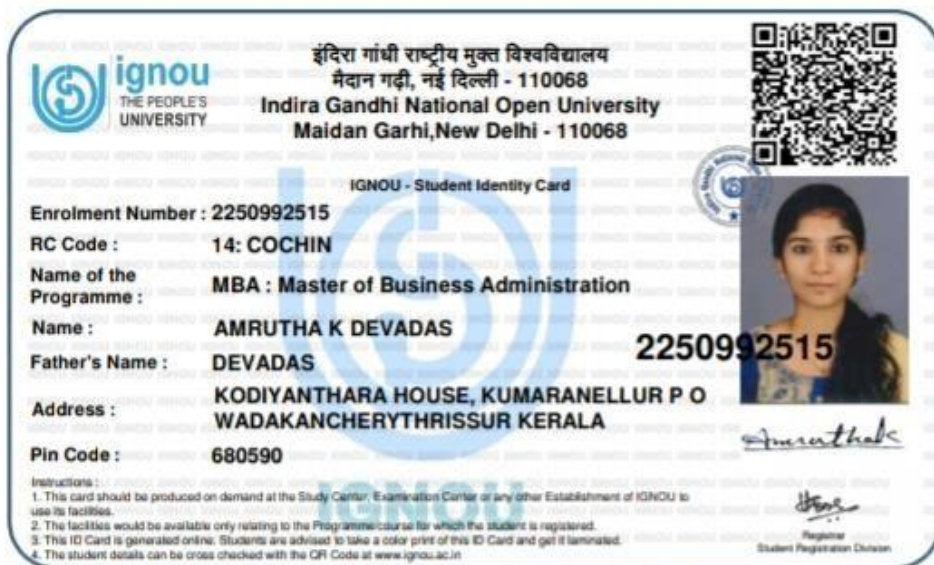 ignou
THE PEOPLE'S
UNIVERSITY
इंदिरा गांधी राष्ट्रीय मुक्त विश्वविद्यालय
मैदान गढ़ी, नई दिल्ली - 110068
Indira Gandhi National Open University
Maidan Garhi,New Delhi - 110068
IGNOU - Student Identity Card
Enrolment Number : 2250992515
RC Code : 14: COCHIN
Name of the
Programme : MBA : Master of Business Administration
Name : AMRUTHA K DEVADAS
Father's Name : DEVADAS
2250992515
Address : KODIYANTHARA HOUSE, KUMARANELLUR P O
WADAKANCHERYTHRISSUR KERALA
Pin Code : 680590
Instructions :
1. This card should be produced on demand at the Study Center, Examination Center or any other Establishment of IGNOU to
use its facilities.
2. The facilities would be available only relating to the Programme/course for which the student is registered.
3. This ID Card is generated online. Students are advised to take a color print of this ID Card and get it laminated.
4. The student details can be cross checked with the QR Code at www.ignou.ac.in
IGNOU
Amruthak
Registrar
Student Registration Division